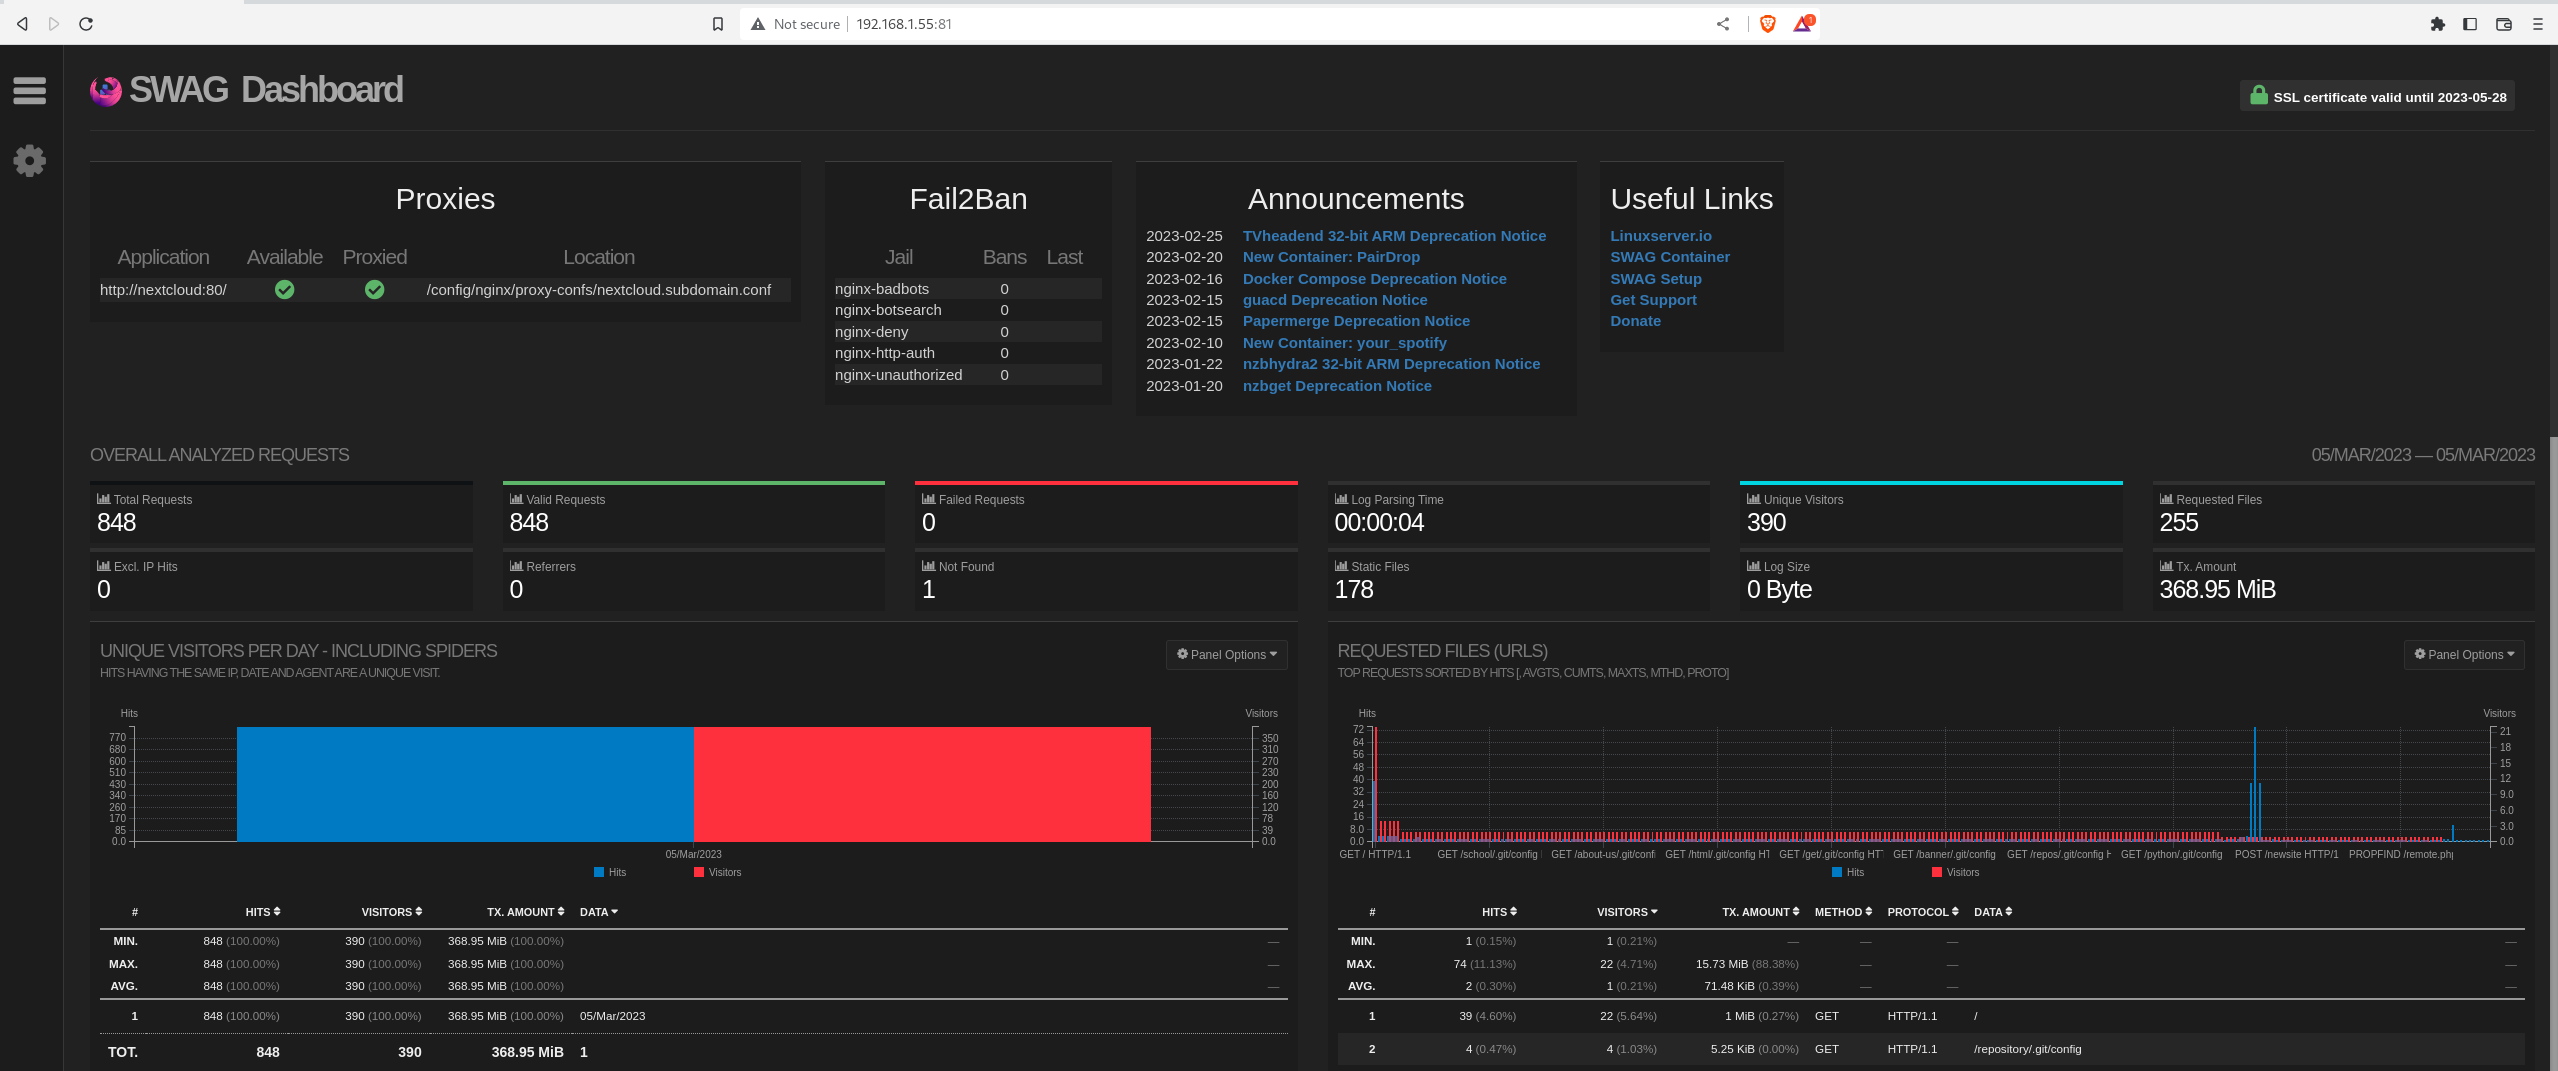 Not secure | 192.168.1.55:81
1
SWAG Dashboard
SSL certificate valid until 2023-05-28
Proxies
Application Available Proxied Location
http://nextcloud:80/ /config/nginx/proxy-confs/nextcloud.subdomain.conf
Fail2Ban
Jail Bans Last
nginx-badbots 0
nginx-botsearch 0
nginx-deny 0
nginx-http-auth 0
nginx-unauthorized 0
Announcements
2023-02-25 TVheadend 32-bit ARM Deprecation Notice
2023-02-20 New Container: PairDrop
2023-02-16 Docker Compose Deprecation Notice
2023-02-15 guacd Deprecation Notice
2023-02-15 Papermerge Deprecation Notice
2023-02-10 New Container: your_spotify
2023-01-22 nzbhydra2 32-bit ARM Deprecation Notice
2023-01-20 nzbget Deprecation Notice
Useful Links
Linuxserver.io
SWAG Container
SWAG Setup
Get Support
Donate
OVERALL ANALYZED REQUESTS 05/MAR/2023 — 05/MAR/2023
Total Requests
848
Valid Requests
848
Failed Requests
0
Log Parsing Time
00:00:04
Unique Visitors
390
Requested Files
255
Excl. IP Hits
0
Referrers
0
Not Found
1
Static Files
178
Log Size
0 Byte
Tx. Amount
368.95 MiB
UNIQUE VISITORS PER DAY - INCLUDING SPIDERS
HITS HAVING THE SAME IP, DATE AND AGENT ARE A UNIQUE VISIT.
Panel Options
Hits Visitors
770 350
680 310
600 270
510 230
430 200
340 160
260 120
170 78
85 39
0.0 0.0
05/Mar/2023
Hits Visitors
# HITS VISITORS TX. AMOUNT DATA
MIN. 848 (100.00%) 390 (100.00%) 368.95 MiB (100.00%) —
MAX. 848 (100.00%) 390 (100.00%) 368.95 MiB (100.00%) —
AVG. 848 (100.00%) 390 (100.00%) 368.95 MiB (100.00%) —
1 848 (100.00%) 390 (100.00%) 368.95 MiB (100.00%) 05/Mar/2023
TOT. 848 390 368.95 MiB 1
REQUESTED FILES (URLS)
TOP REQUESTS SORTED BY HITS [, AVGTS, CUMTS, MAXTS, MTHD, PROTO]
Panel Options
Hits Visitors
72 21
64 18
56 15
48 12
40 9.0
32 6.0
24 3.0
16 0.0
8.0
0.0
GET / HTTP/1.1 GET /school/.git/config GET /about-us/.git/confi GET /html/.git/config HT GET /get/.git/config HT GET /banner/.git/config GET /repos/.git/config H GET /python/.git/config POST /newsite HTTP/1 PROPFIND /remote.php
Hits Visitors
# HITS VISITORS TX. AMOUNT METHOD PROTOCOL DATA
MIN. 1 (0.15%) 1 (0.21%) — — — —
MAX. 74 (11.13%) 22 (4.71%) 15.73 MiB (88.38%) — — —
AVG. 2 (0.30%) 1 (0.21%) 71.48 KiB (0.39%) — — —
1 39 (4.60%) 22 (5.64%) 1 MiB (0.27%) GET HTTP/1.1 /
2 4 (0.47%) 4 (1.03%) 5.25 KiB (0.00%) GET HTTP/1.1 /repository/.git/config